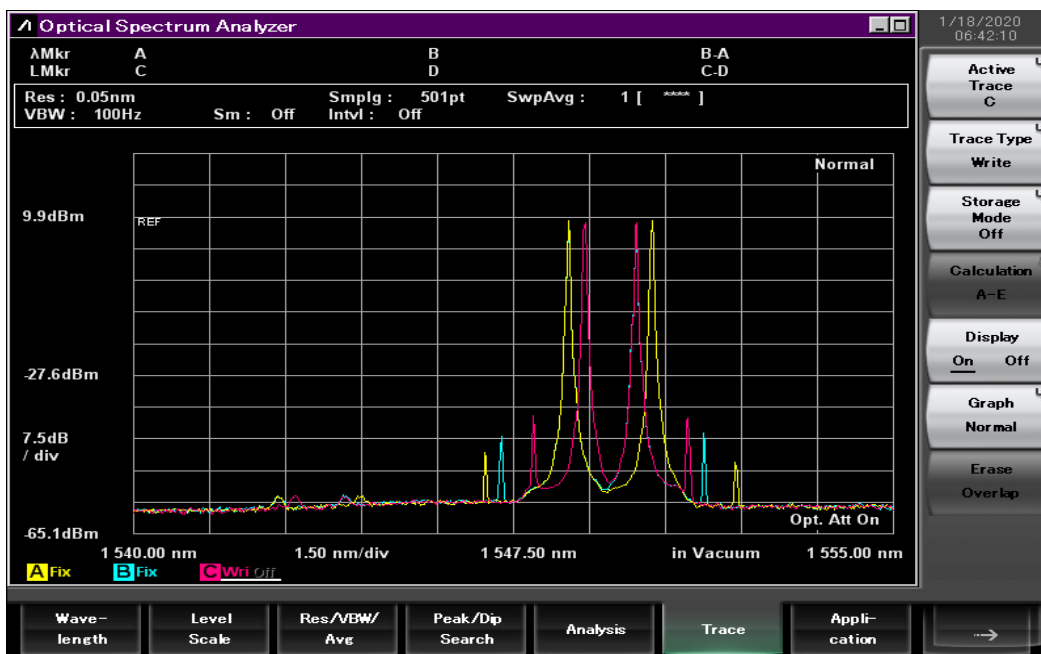 Optical Spectrum Analyzer
1/18/2020
06:42:10
λMkr A B B-A
LMkr C D C-D
Res : 0.05nm Smplg : 501pt SwpAvg : 1 [ **** ]
VBW : 100Hz Sm : Off Intvl : Off
Normal
9.9dBm
REF
-27.6dBm
7.5dB
/ div
Opt. Att On
-65.1dBm
1 540.00 nm 1.50 nm/div 1 547.50 nm in Vacuum 1 555.00 nm
A Fix B Fix C Wri Off
Active
Trace
C
Trace Type
Write
Storage
Mode
Off
Calculation
A-E
Display
On Off
Graph
Normal
Erase
Overlap
Wave-
length
Level
Scale
Res/VBW/
Avg
Peak/Dip
Search
Analysis
Trace
Appli-
cation